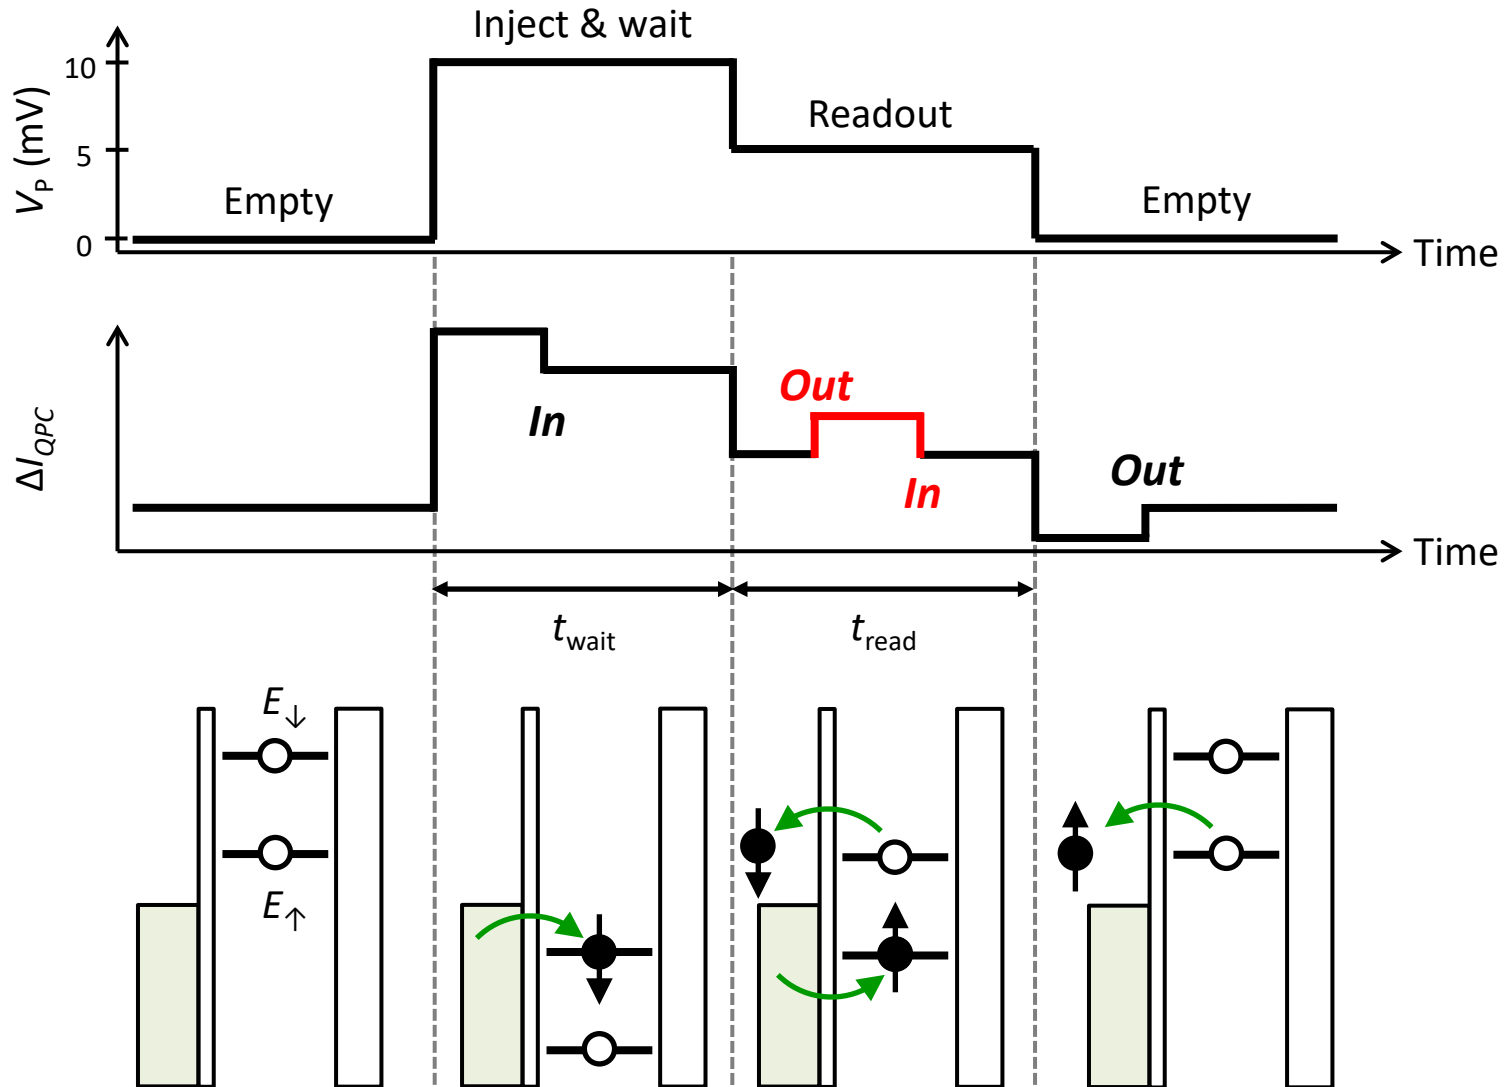 Inject & wait
10
Readout
5
V_P (mV)
Empty
Empty
0
Time
Out
In
Out
In
ΔI_QPC
Time
t_wait
t_read
E_↓
E_↑